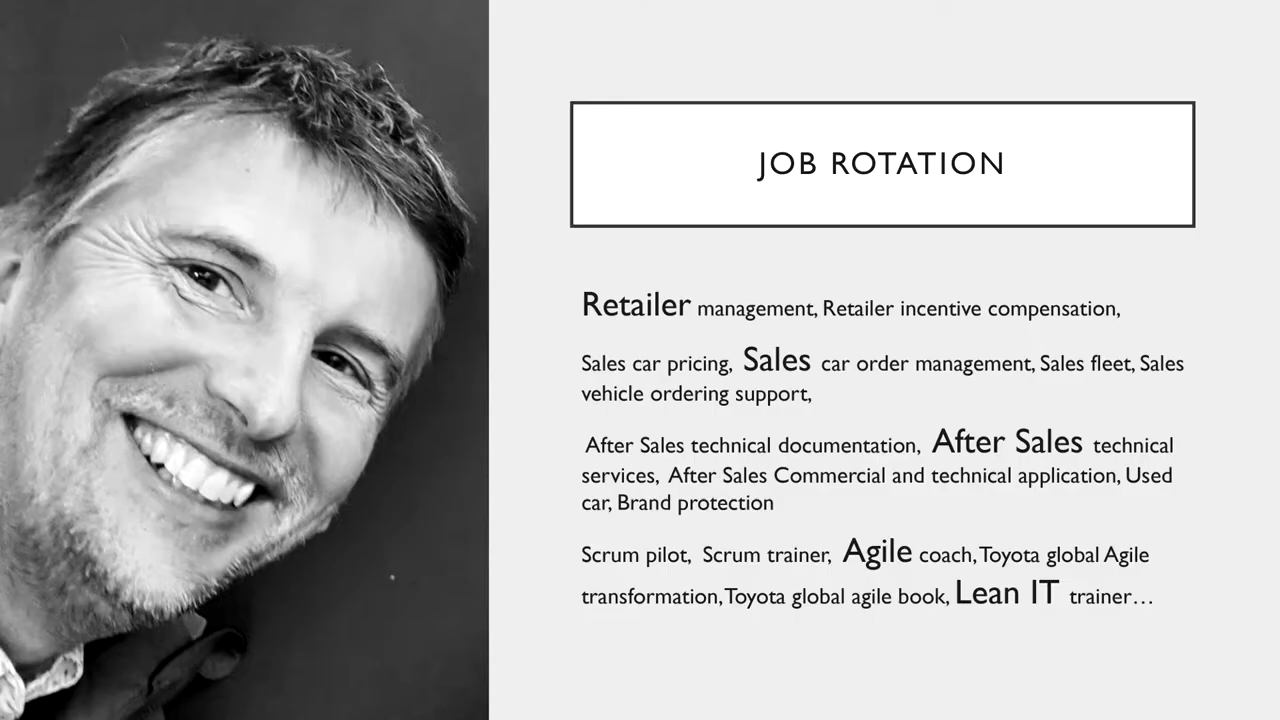 JOB ROTATION
Retailer management, Retailer incentive compensation,
Sales car pricing, Sales car order management, Sales fleet, Sales
vehicle ordering support,
After Sales technical documentation, After Sales technical
services, After Sales Commercial and technical application, Used
car, Brand protection
Scrum pilot, Scrum trainer, Agile coach, Toyota global Agile
transformation, Toyota global agile book, Lean IT trainer…